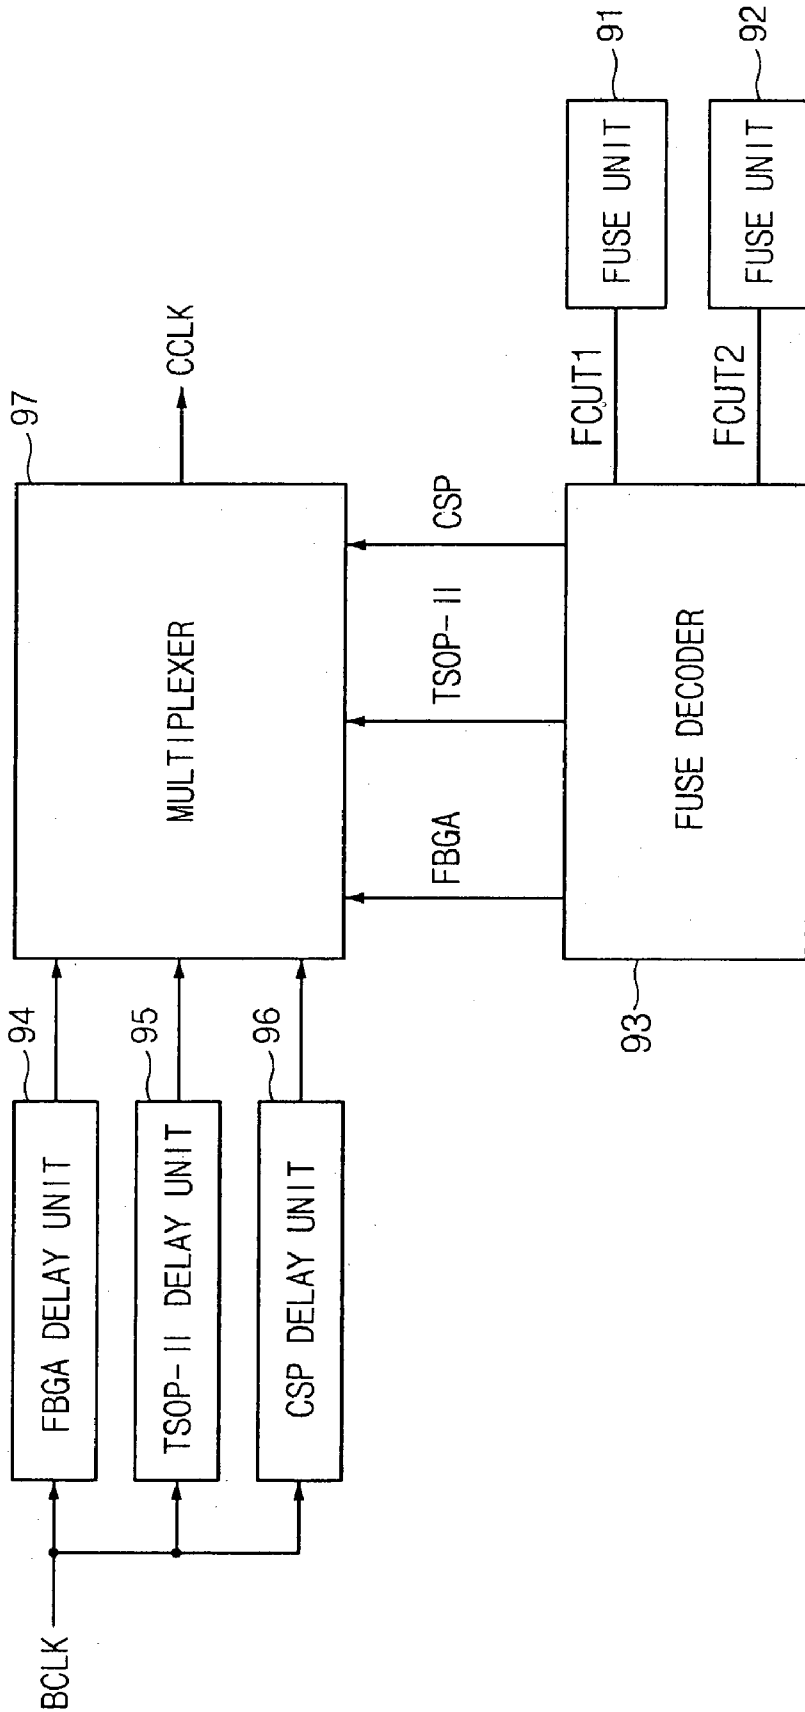 BCLK
FBGA DELAY UNIT
94
TSOP-II DELAY UNIT
95
CSP DELAY UNIT
96
MULTIPLEXER
97
CCLK
FBGA
TSOP-II
CSP
FUSE DECODER
93
FCUT1
FCUT2
FUSE UNIT
91
FUSE UNIT
92